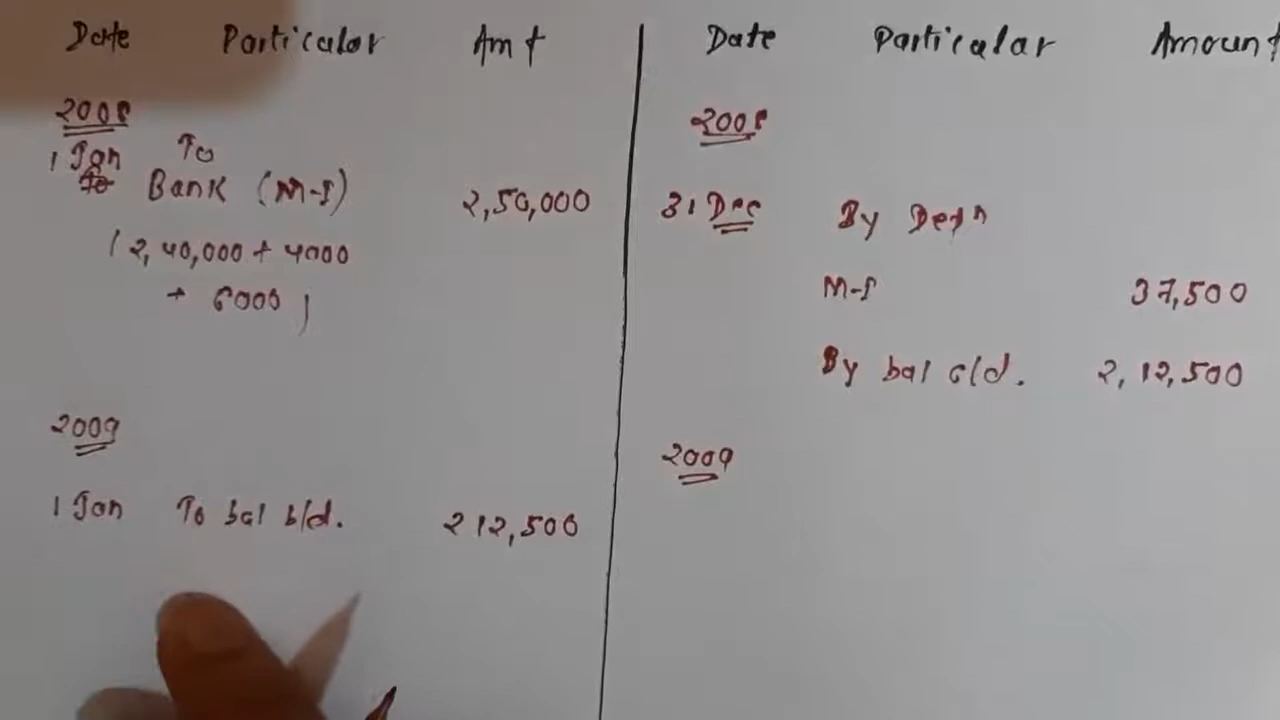 Date Particular Amt Date Particular Amount
2008 2008
1 Jan To
Bank (M-I) 2,50,000 31 Dec By Depn
(2,40,000 + 4000
+ 6000) M-I 37,500
By bal c/d. 2,12,500
2009 2009
1 Jan To bal b/d. 212,500